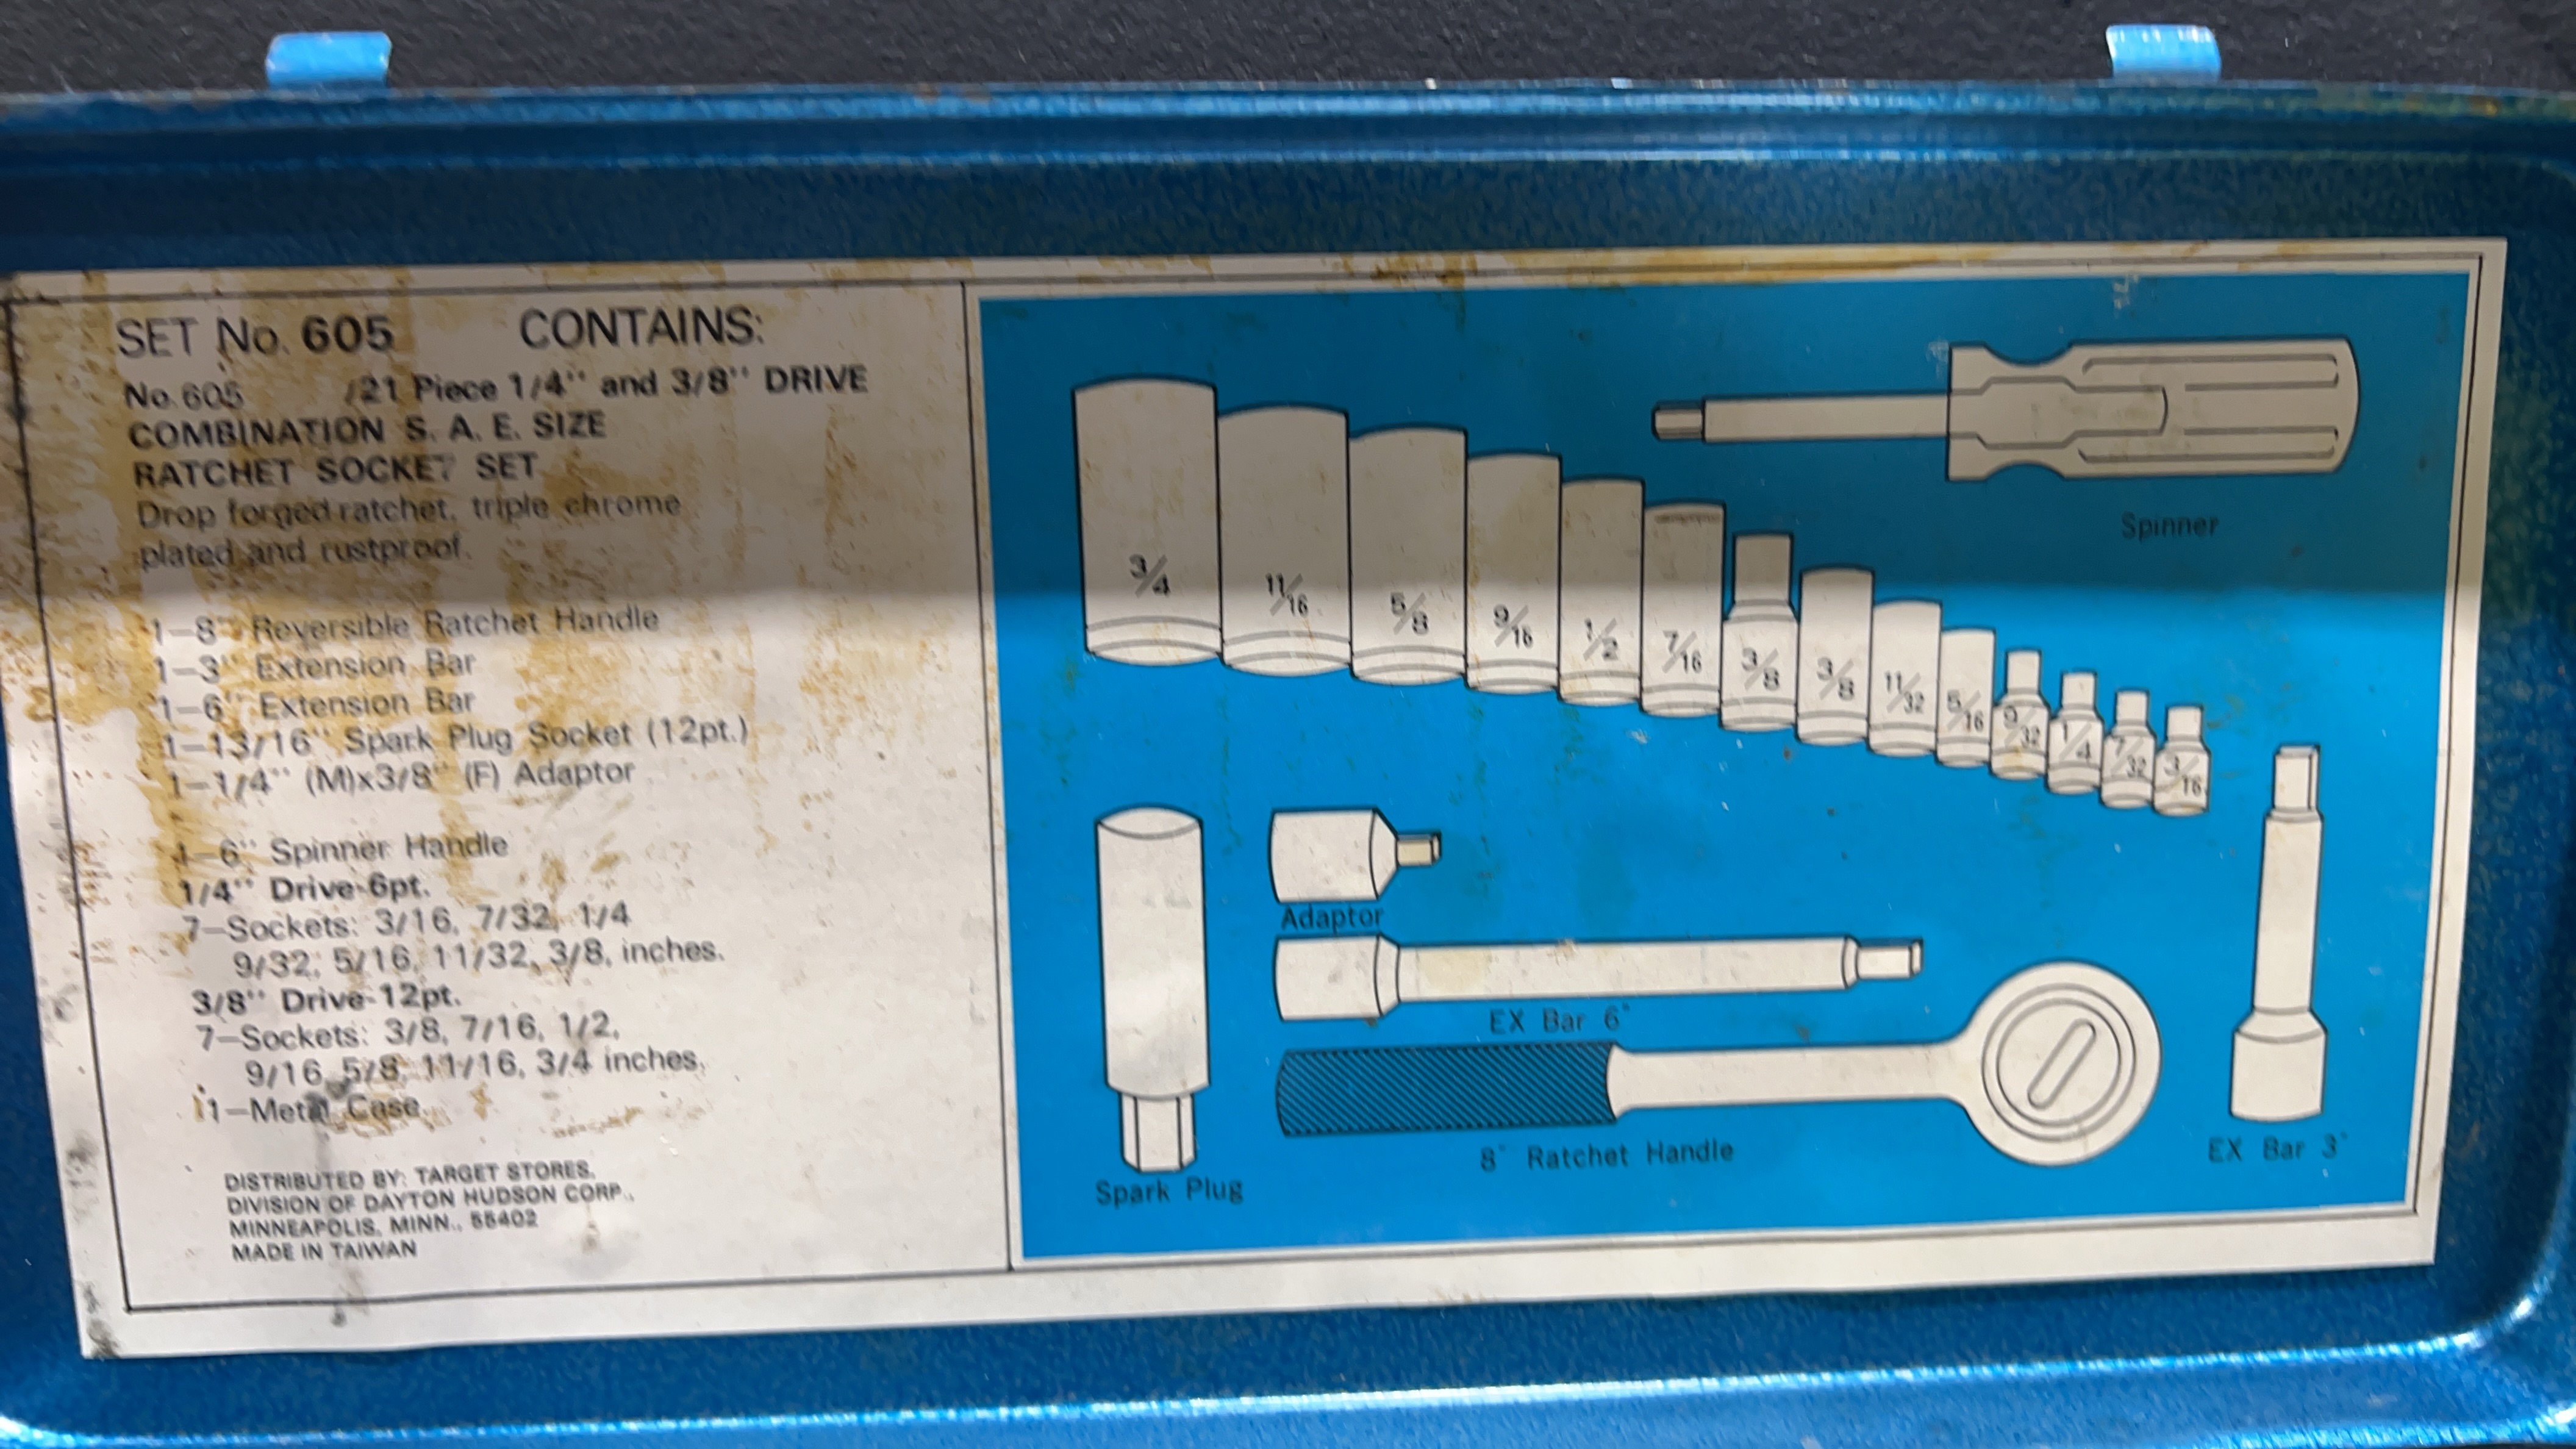 SET No. 605 CONTAINS:
No. 605 /21 Piece 1/4'' and 3/8'' DRIVE
COMBINATION S. A. E. SIZE
RATCHET SOCKET SET
Drop forged ratchet, triple chrome
plated and rustproof.
1–8'' Reversible Ratchet Handle
1–3'' Extension Bar
1–6'' Extension Bar
1–13/16'' Spark Plug Socket (12pt.)
1–1/4'' (M)x3/8'' (F) Adaptor
1–6'' Spinner Handle
1/4'' Drive-6pt.
7–Sockets: 3/16, 7/32, 1/4
9/32, 5/16, 11/32, 3/8, inches.
3/8'' Drive-12pt.
7–Sockets: 3/8, 7/16, 1/2,
9/16, 5/8, 11/16, 3/4 inches.
1–Metal Case
DISTRIBUTED BY: TARGET STORES,
DIVISION OF DAYTON HUDSON CORP.,
MINNEAPOLIS, MINN., 55402
MADE IN TAIWAN
Spinner
3/4 11/16 5/8 9/16 1/2 7/16 3/8 3/8 11/32 5/16 9/32 1/4 7/32 3/16
Adaptor
EX Bar 6"
8" Ratchet Handle
EX Bar 3"
Spark Plug